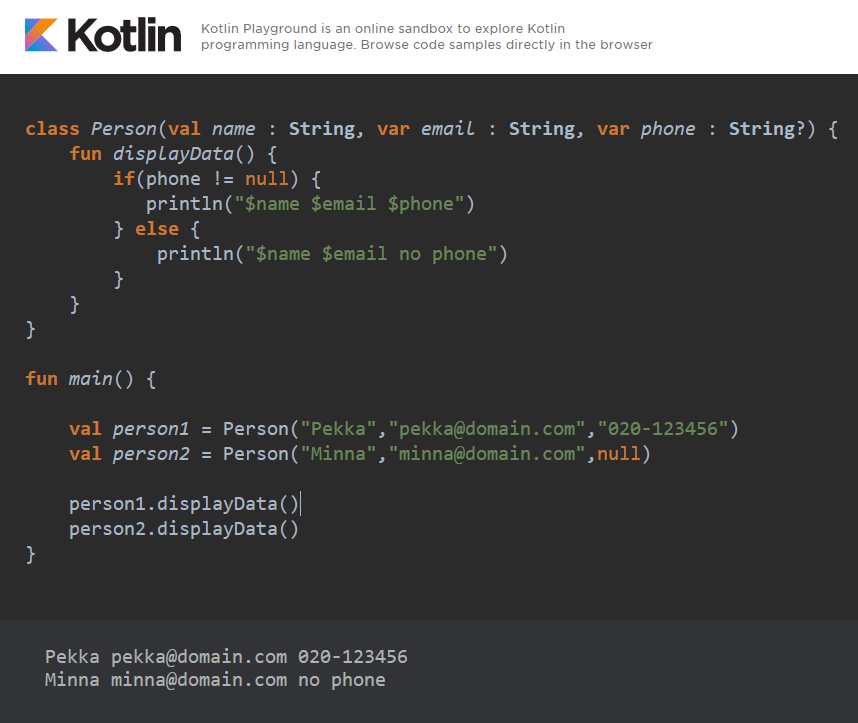 Kotlin
Kotlin Playground is an online sandbox to explore Kotlin
programming language. Browse code samples directly in the browser
class Person(val name : String, var email : String, var phone : String?) {
    fun displayData() {
        if(phone != null) {
           println("$name $email $phone")
        } else {
            println("$name $email no phone")
        }
    }
}
fun main() {
    val person1 = Person("Pekka","pekka@domain.com","020-123456")
    val person2 = Person("Minna","minna@domain.com",null)
    person1.displayData()
    person2.displayData()
}
Pekka pekka@domain.com 020-123456
Minna minna@domain.com no phone